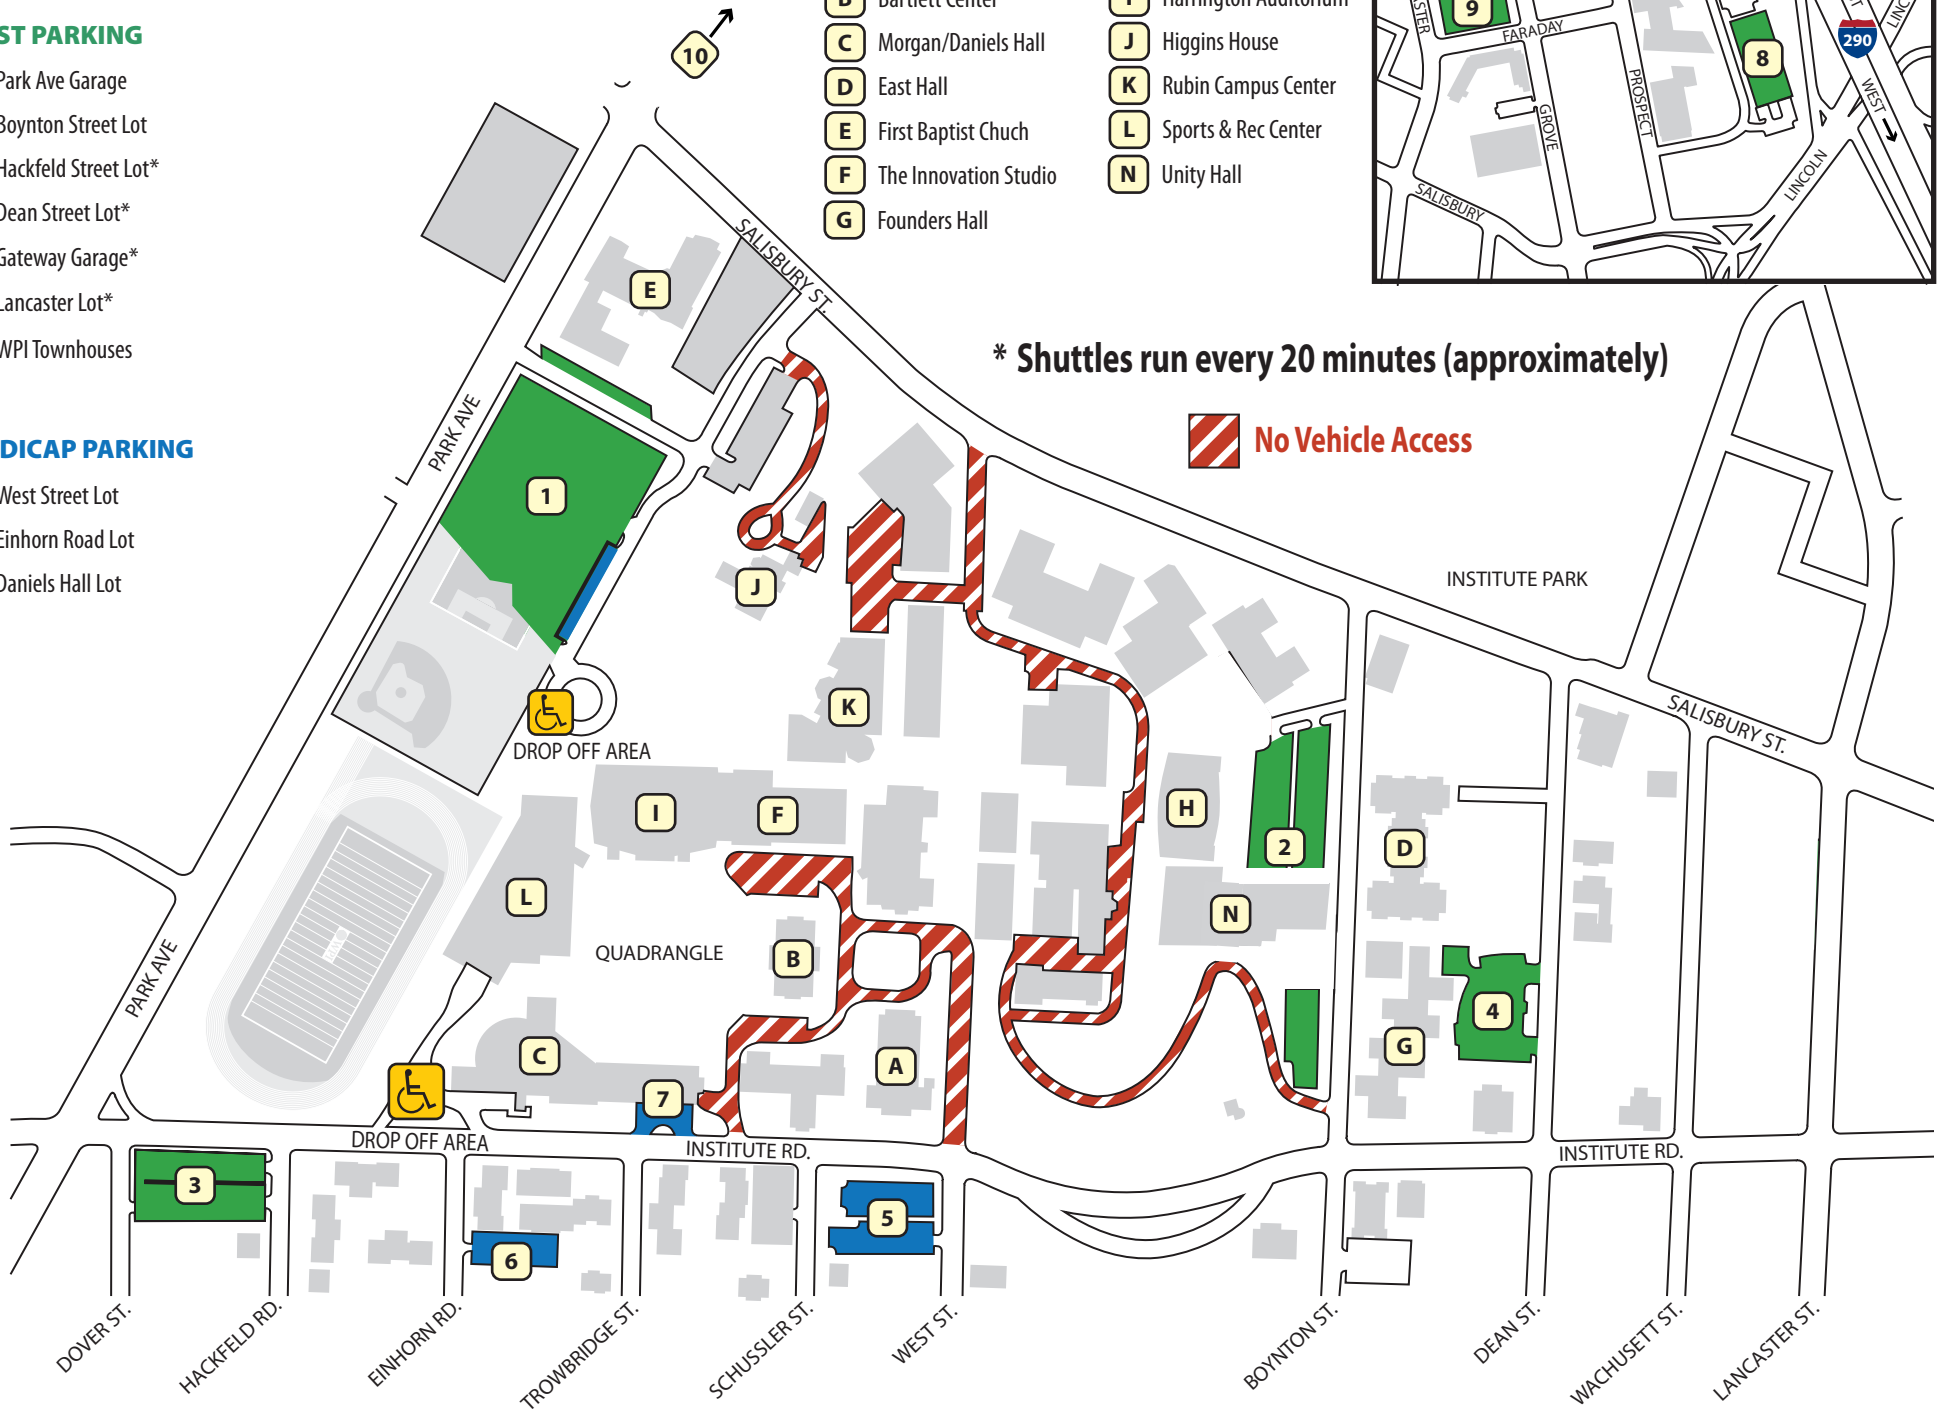 ST PARKING
Park Ave Garage
Boynton Street Lot
Hackfeld Street Lot*
Dean Street Lot*
Gateway Garage*
Lancaster Lot*
WPI Townhouses
DICAP PARKING
West Street Lot
Einhorn Road Lot
Daniels Hall Lot
10
B Bartlett Center
C Morgan/Daniels Hall
D East Hall
E First Baptist Chuch
F The Innovation Studio
G Founders Hall
I Harrington Auditorium
J Higgins House
K Rubin Campus Center
L Sports & Rec Center
N Unity Hall
9
FARADAY
8
290
WEST
PROSPECT
GROVE
SALISBURY
LINCOLN
* Shuttles run every 20 minutes (approximately)
No Vehicle Access
SALISBURY ST.
E
PARK AVE
1
J
INSTITUTE PARK
K
SALISBURY ST.
DROP OFF AREA
I
F
H
2
D
L
N
QUADRANGLE
B
PARK AVE
4
C
A
G
7
DROP OFF AREA
INSTITUTE RD.
INSTITUTE RD.
3
5
6
DOVER ST.
HACKFELD RD.
EINHORN RD.
TROWBRIDGE ST.
SCHUSSLER ST.
WEST ST.
BOYNTON ST.
DEAN ST.
WACHUSETT ST.
LANCASTER ST.